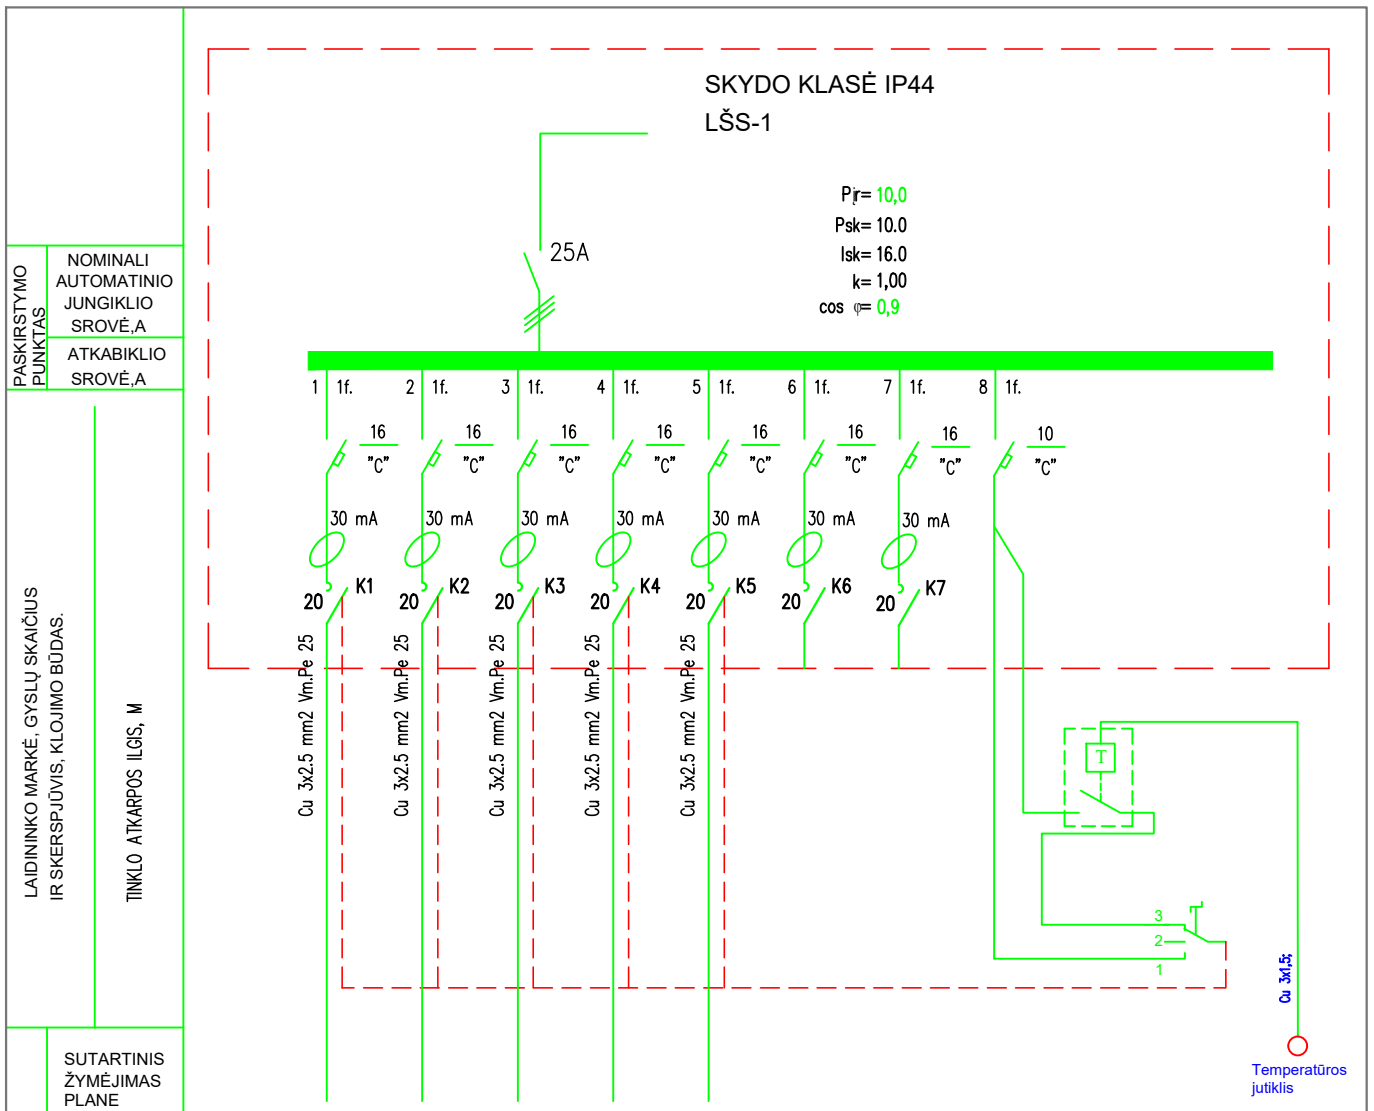 SKYDO KLASĖ IP44
LŠS-1
Pįr= 10,0
Psk= 10.0
Isk= 16.0
k= 1,00
cos φ= 0,9
25A
PASKIRSTYMO
PUNKTAS
NOMINALI
AUTOMATINIO
JUNGIKLIO
SROVĖ,A
ATKABIKLIO
SROVĖ,A
1 1f. 2 1f. 3 1f. 4 1f. 5 1f. 6 1f. 7 1f. 8 1f.
16 16 16 16 16 16 16 10
"C" "C" "C" "C" "C" "C" "C" "C"
30 mA 30 mA 30 mA 30 mA 30 mA 30 mA 30 mA
K1 K2 K3 K4 K5 K6 K7
20 20 20 20 20 20 20
Cu 3x2.5 mm2 Vm.Pe 25
Cu 3x2.5 mm2 Vm.Pe 25
Cu 3x2.5 mm2 Vm.Pe 25
Cu 3x2.5 mm2 Vm.Pe 25
Cu 3x2.5 mm2 Vm.Pe 25
LAIDININKO MARKĖ, GYSLŲ SKAIČIUS
IR SKERSPJŪVIS, KLOJIMO BŪDAS.
TINKLO ATKARPOS ILGIS, M
T
3
2
1
Cu 3x1,5;
Temperatūros
jutiklis
SUTARTINIS
ŽYMĖJIMAS
PLANE